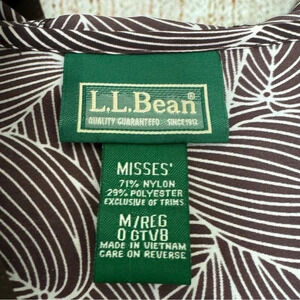 L.L.Bean®
QUALITY GUARANTEED SINCE 1912
MISSES'
71% NYLON
29% POLYESTER
EXCLUSIVE OF TRIMS
M/REG
0 GTV8
MADE IN VIETNAM
CARE ON REVERSE